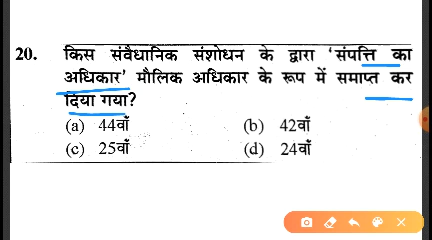 20. किस संवैधानिक संशोधन के द्वारा 'संपत्ति का
अधिकार' मौलिक अधिकार के रूप में समाप्त कर
दिया गया?
(a) 44वाँ (b) 42वाँ
(c) 25वाँ (d) 24वाँ